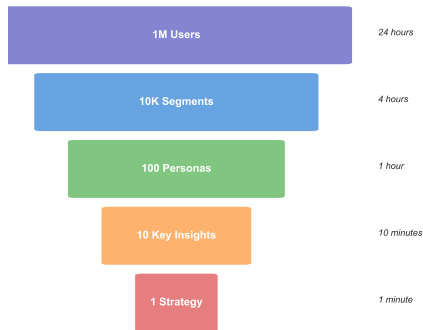 1M Users
24 hours
10K Segments
4 hours
100 Personas
1 hour
10 Key Insights
10 minutes
1 Strategy
1 minute